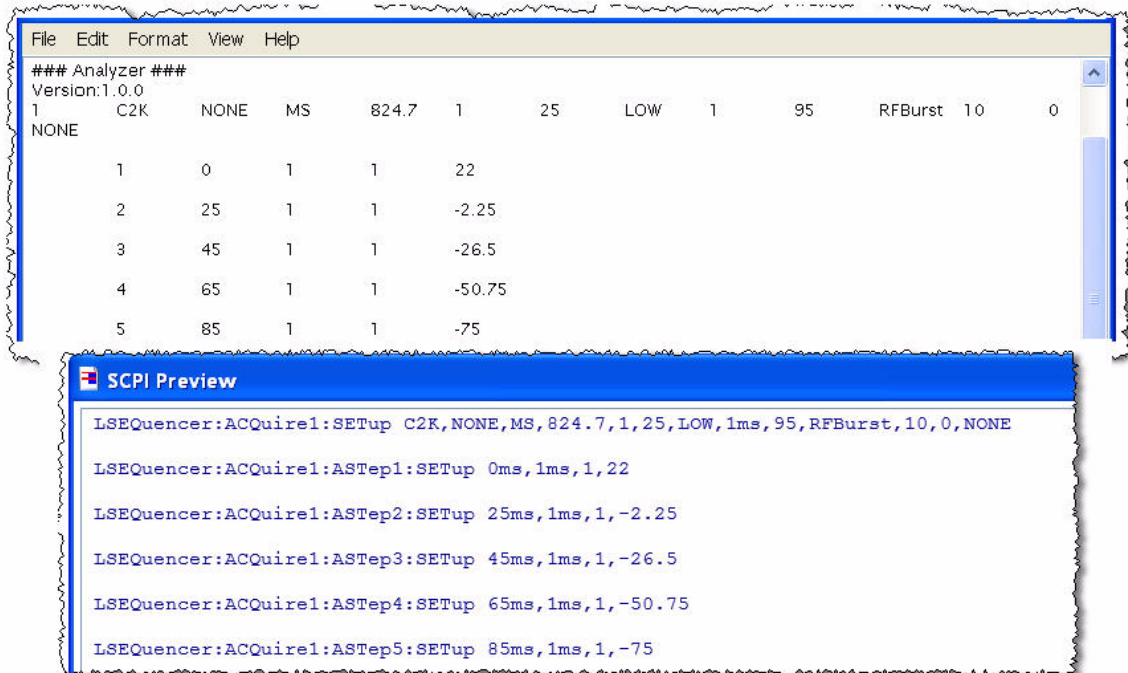 File Edit Format View Help
### Analyzer ###
Version:1.0.0
1 C2K NONE MS 824.7 1 25 LOW 1 95 RFBurst 10 0
NONE
1 0 1 1 22
2 25 1 1 -2.25
3 45 1 1 -26.5
4 65 1 1 -50.75
5 85 1 1 -75
SCPI Preview
LSEQuencer:ACQuire1:SETup C2K,NONE,MS,824.7,1,25,LOW,1ms,95,RFBurst,10,0,NONE
LSEQuencer:ACQuire1:ASTep1:SETup 0ms,1ms,1,22
LSEQuencer:ACQuire1:ASTep2:SETup 25ms,1ms,1,-2.25
LSEQuencer:ACQuire1:ASTep3:SETup 45ms,1ms,1,-26.5
LSEQuencer:ACQuire1:ASTep4:SETup 65ms,1ms,1,-50.75
LSEQuencer:ACQuire1:ASTep5:SETup 85ms,1ms,1,-75